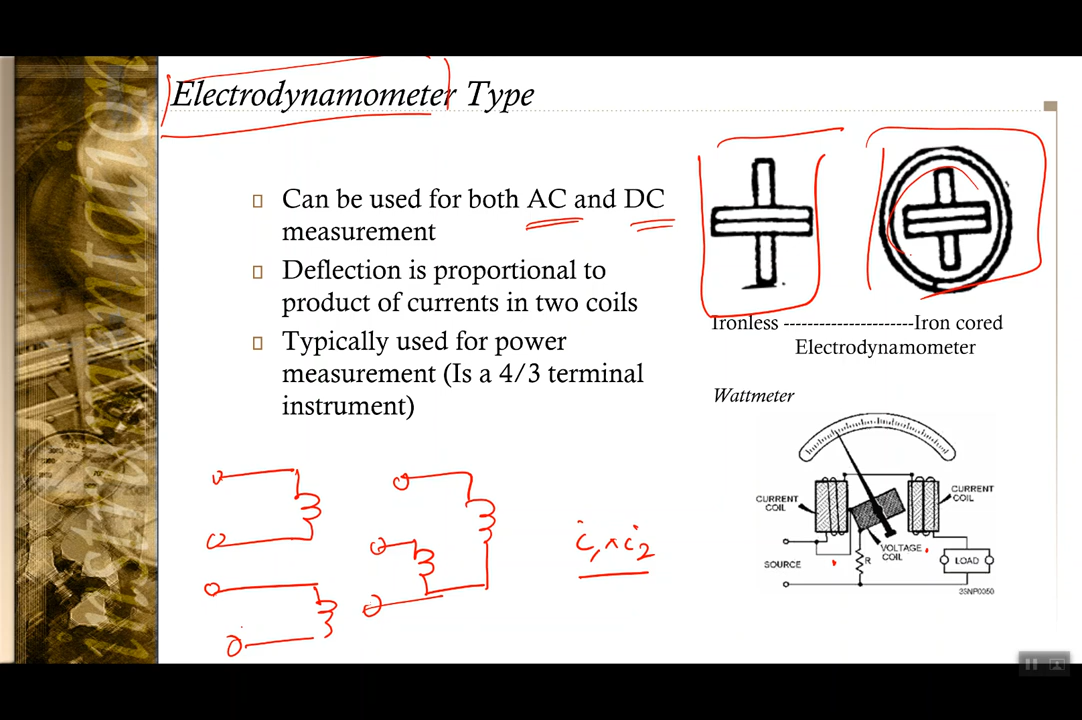 Electrodynamometer Type
Can be used for both AC and DC
measurement
Deflection is proportional to
product of currents in two coils
Typically used for power
measurement (Is a 4/3 terminal
instrument)
Ironless ----------------------Iron cored
Electrodynamometer
Wattmeter
CURRENT
COIL
CURRENT
COIL
VOLTAGE
COIL
SOURCE
R
LOAD
3SNP0350
i₁ × i₂
instrumentation